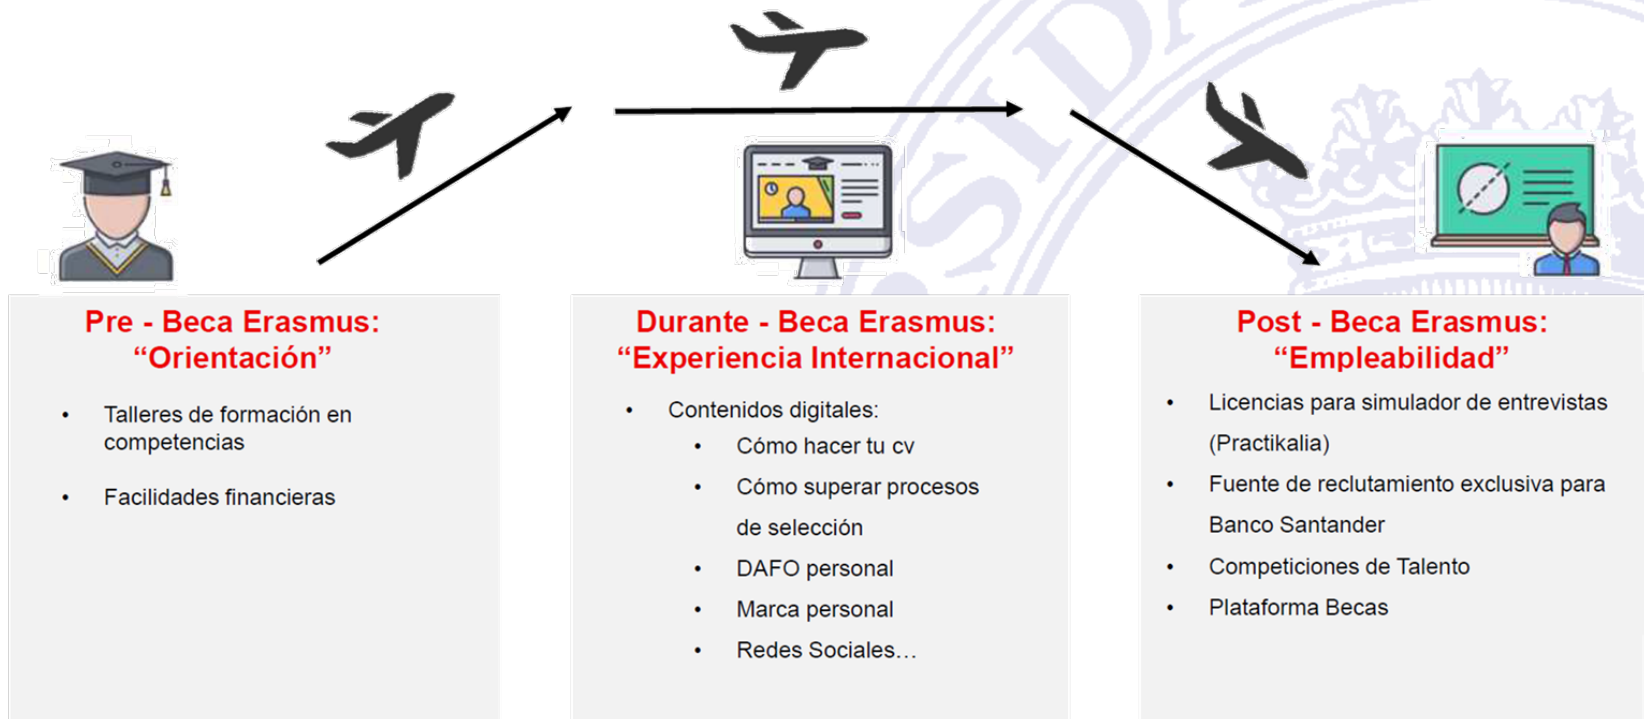 Pre - Beca Erasmus:
“Orientación”
• Talleres de formación en
competencias
• Facilidades financieras
Durante - Beca Erasmus:
“Experiencia Internacional”
• Contenidos digitales:
• Cómo hacer tu cv
• Cómo superar procesos
de selección
• DAFO personal
• Marca personal
• Redes Sociales…
Post - Beca Erasmus:
“Empleabilidad”
• Licencias para simulador de entrevistas
(Practikalia)
• Fuente de reclutamiento exclusiva para
Banco Santander
• Competiciones de Talento
• Plataforma Becas